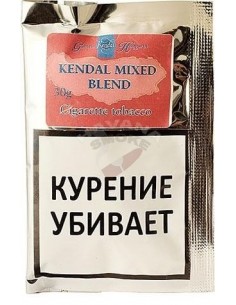 KENDAL MIXED
BLEND
30g
Cigarette tobacco
КУРЕНИЕ
УБИВАЕТ